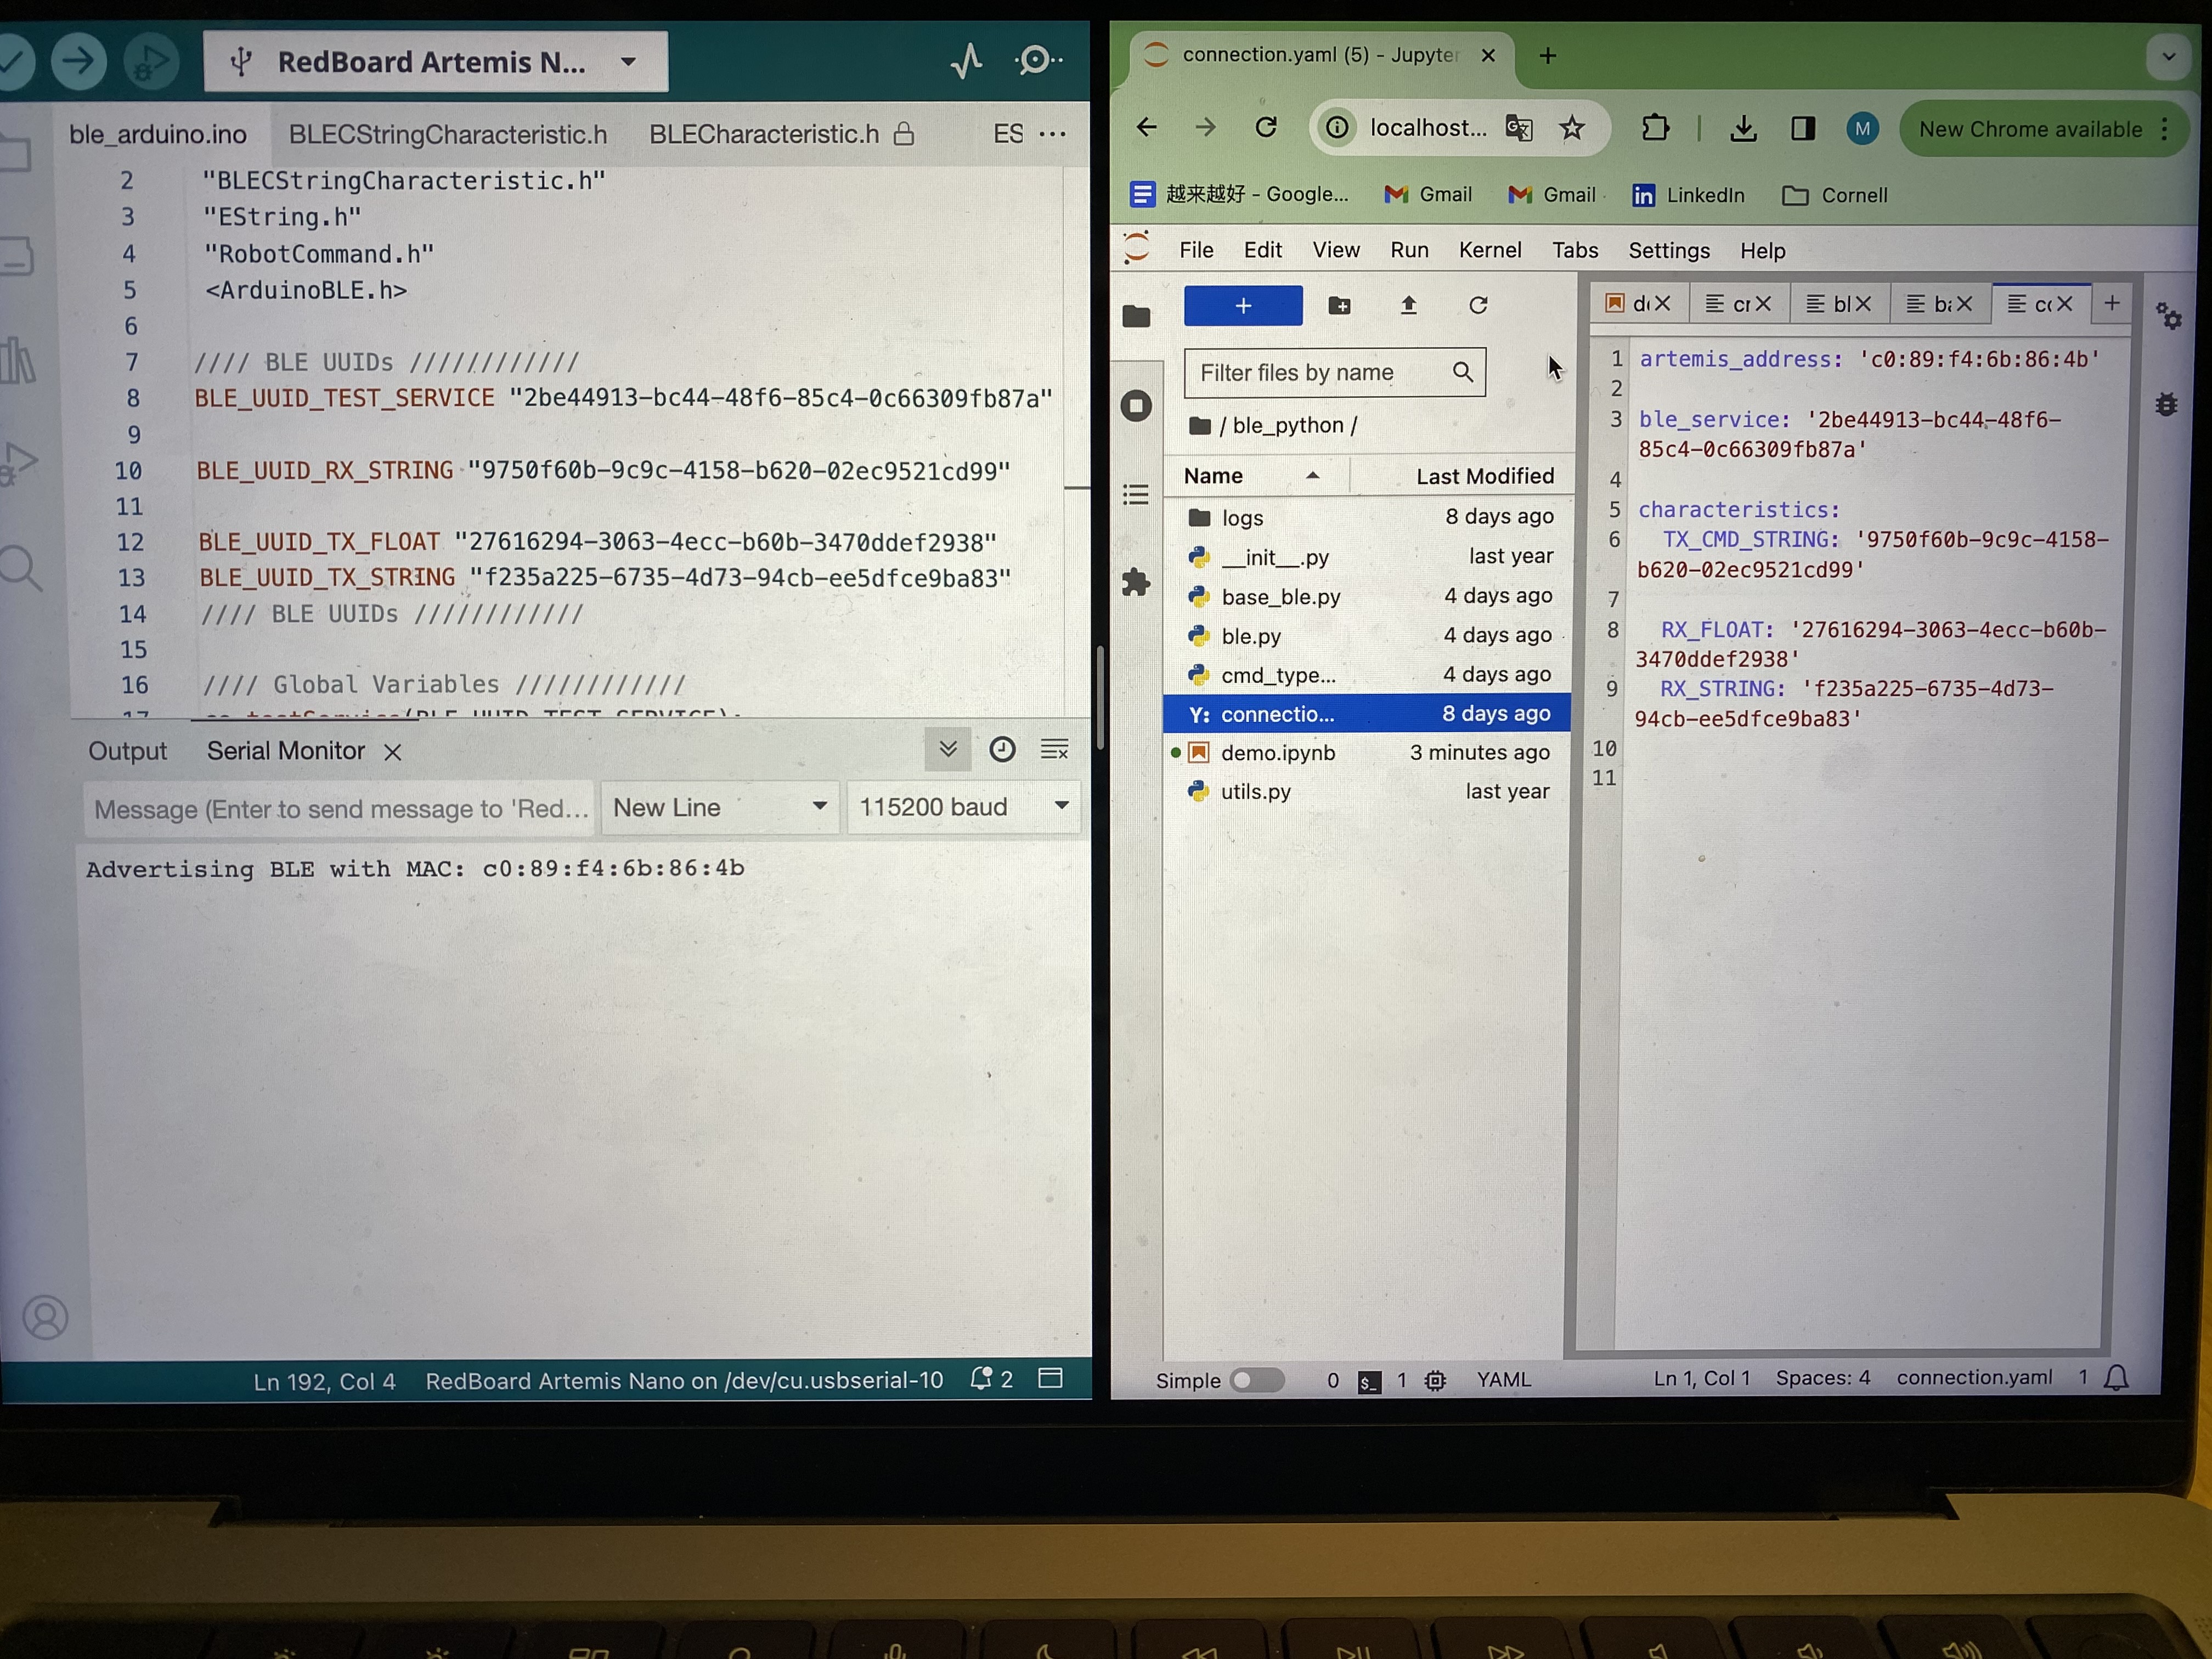 RedBoard Artemis N...
ble_arduino.ino BLECStringCharacteristic.h BLECharacteristic.h ES ...
2 "BLECStringCharacteristic.h"
3 "EString.h"
4 "RobotCommand.h"
5 <ArduinoBLE.h>
6
7 //// BLE UUIDs ////////////
8 BLE_UUID_TEST_SERVICE "2be44913-bc44-48f6-85c4-0c66309fb87a"
9
10 BLE_UUID_RX_STRING "9750f60b-9c9c-4158-b620-02ec9521cd99"
11
12 BLE_UUID_TX_FLOAT "27616294-3063-4ecc-b60b-3470ddef2938"
13 BLE_UUID_TX_STRING "f235a225-6735-4d73-94cb-ee5dfce9ba83"
14 //// BLE UUIDs ////////////
15
16 //// Global Variables ////////////
Output Serial Monitor
Message (Enter to send message to 'Red... New Line 115200 baud
Advertising BLE with MAC: c0:89:f4:6b:86:4b
Ln 192, Col 4 RedBoard Artemis Nano on /dev/cu.usbserial-10 2
connection.yaml (5) - Jupyter
localhost... M New Chrome available
越来越好 - Google... Gmail Gmail LinkedIn Cornell
File Edit View Run Kernel Tabs Settings Help
Filter files by name
/ ble_python /
Name Last Modified
logs 8 days ago
__init__.py last year
base_ble.py 4 days ago
ble.py 4 days ago
cmd_type... 4 days ago
Y: connectio... 8 days ago
demo.ipynb 3 minutes ago
utils.py last year
1 artemis_address: 'c0:89:f4:6b:86:4b'
2
3 ble_service: '2be44913-bc44-48f6-
85c4-0c66309fb87a'
4
5 characteristics:
6 TX_CMD_STRING: '9750f60b-9c9c-4158-
b620-02ec9521cd99'
7
8 RX_FLOAT: '27616294-3063-4ecc-b60b-
3470ddef2938'
9 RX_STRING: 'f235a225-6735-4d73-
94cb-ee5dfce9ba83'
10
11
Simple 0 1 YAML Ln 1, Col 1 Spaces: 4 connection.yaml 1